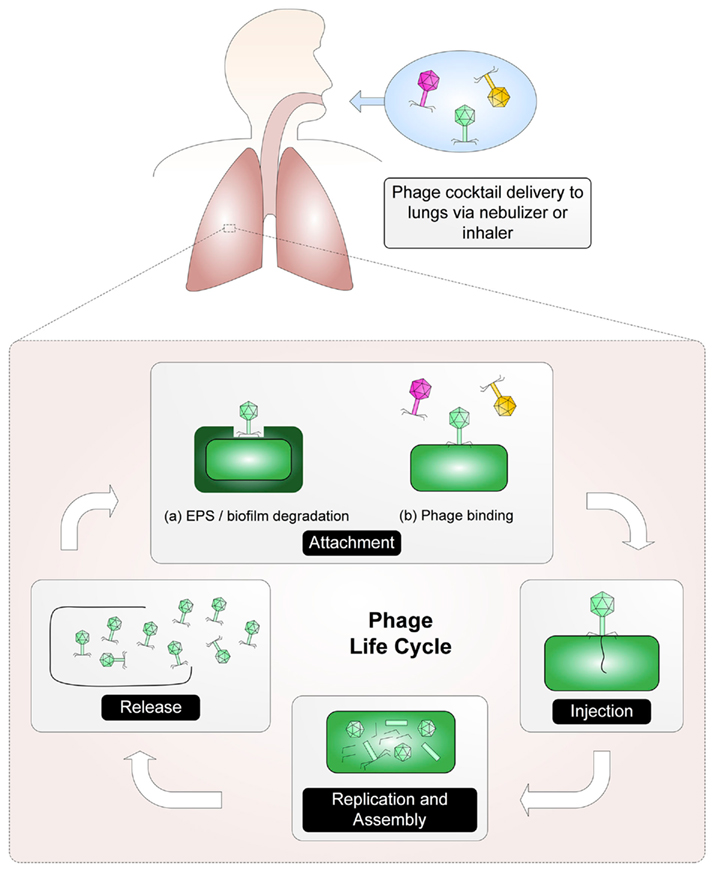 Phage cocktail delivery to
lungs via nebulizer or
inhaler
(a) EPS / biofilm degradation
(b) Phage binding
Attachment
Phage
Life Cycle
Release
Injection
Replication and
Assembly